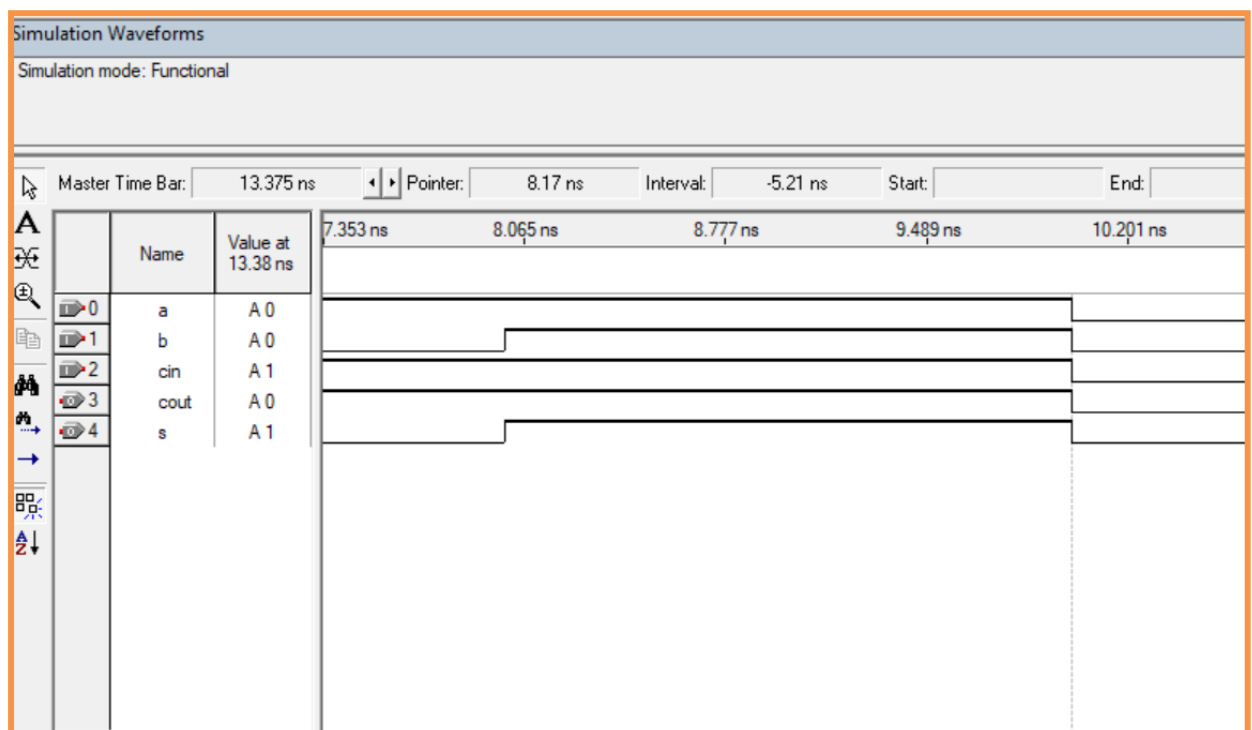 Simulation Waveforms
Simulation mode: Functional
Master Time Bar: 13.375 ns Pointer: 8.17 ns Interval: -5.21 ns Start: End:
Name Value at 13.38 ns 7.353 ns 8.065 ns 8.777 ns 9.489 ns 10.201 ns
0 a A 0
1 b A 0
2 cin A 1
3 cout A 0
4 s A 1